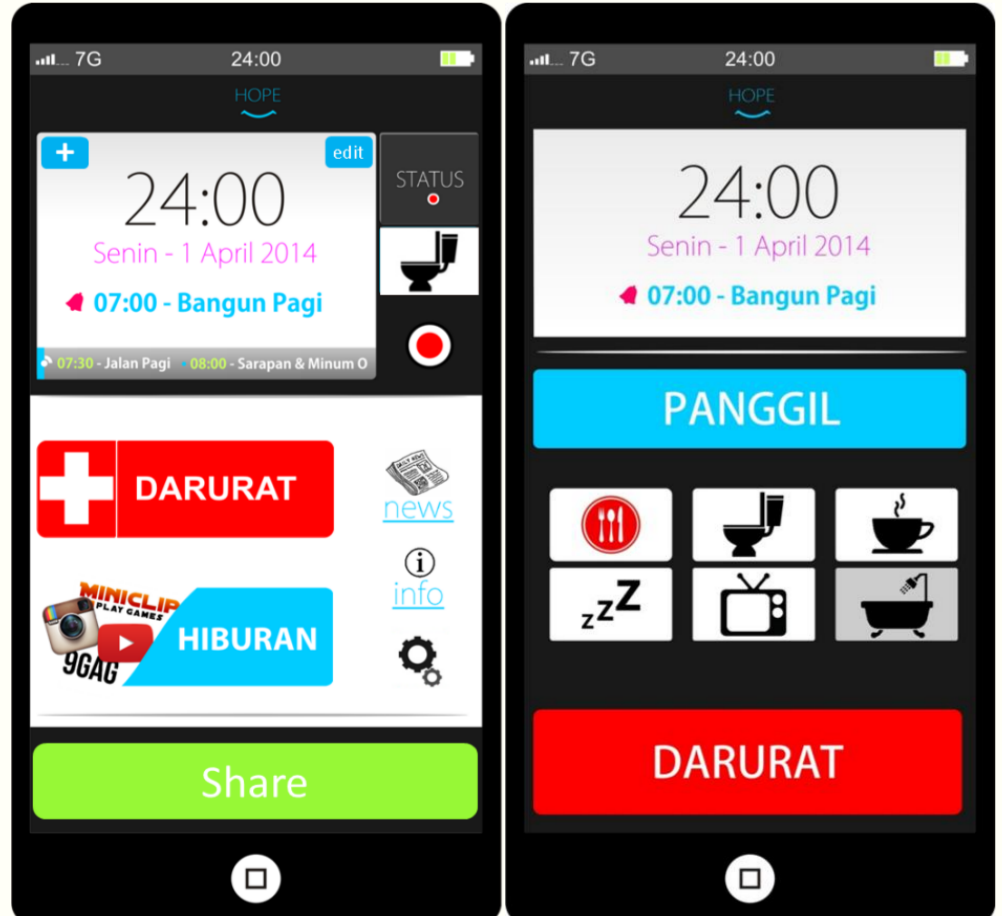 7G 24:00
HOPE
+ edit
24:00
Senin - 1 April 2014
07:00 - Bangun Pagi
07:30 - Jalan Pagi • 08:00 - Sarapan & Minum O
STATUS
DARURAT
DAILY NEWS
news
i
info
MINICLIP
PLAY GAMES
9GAG
HIBURAN
Share
7G 24:00
HOPE
24:00
Senin - 1 April 2014
07:00 - Bangun Pagi
PANGGIL
zzZ
DARURAT